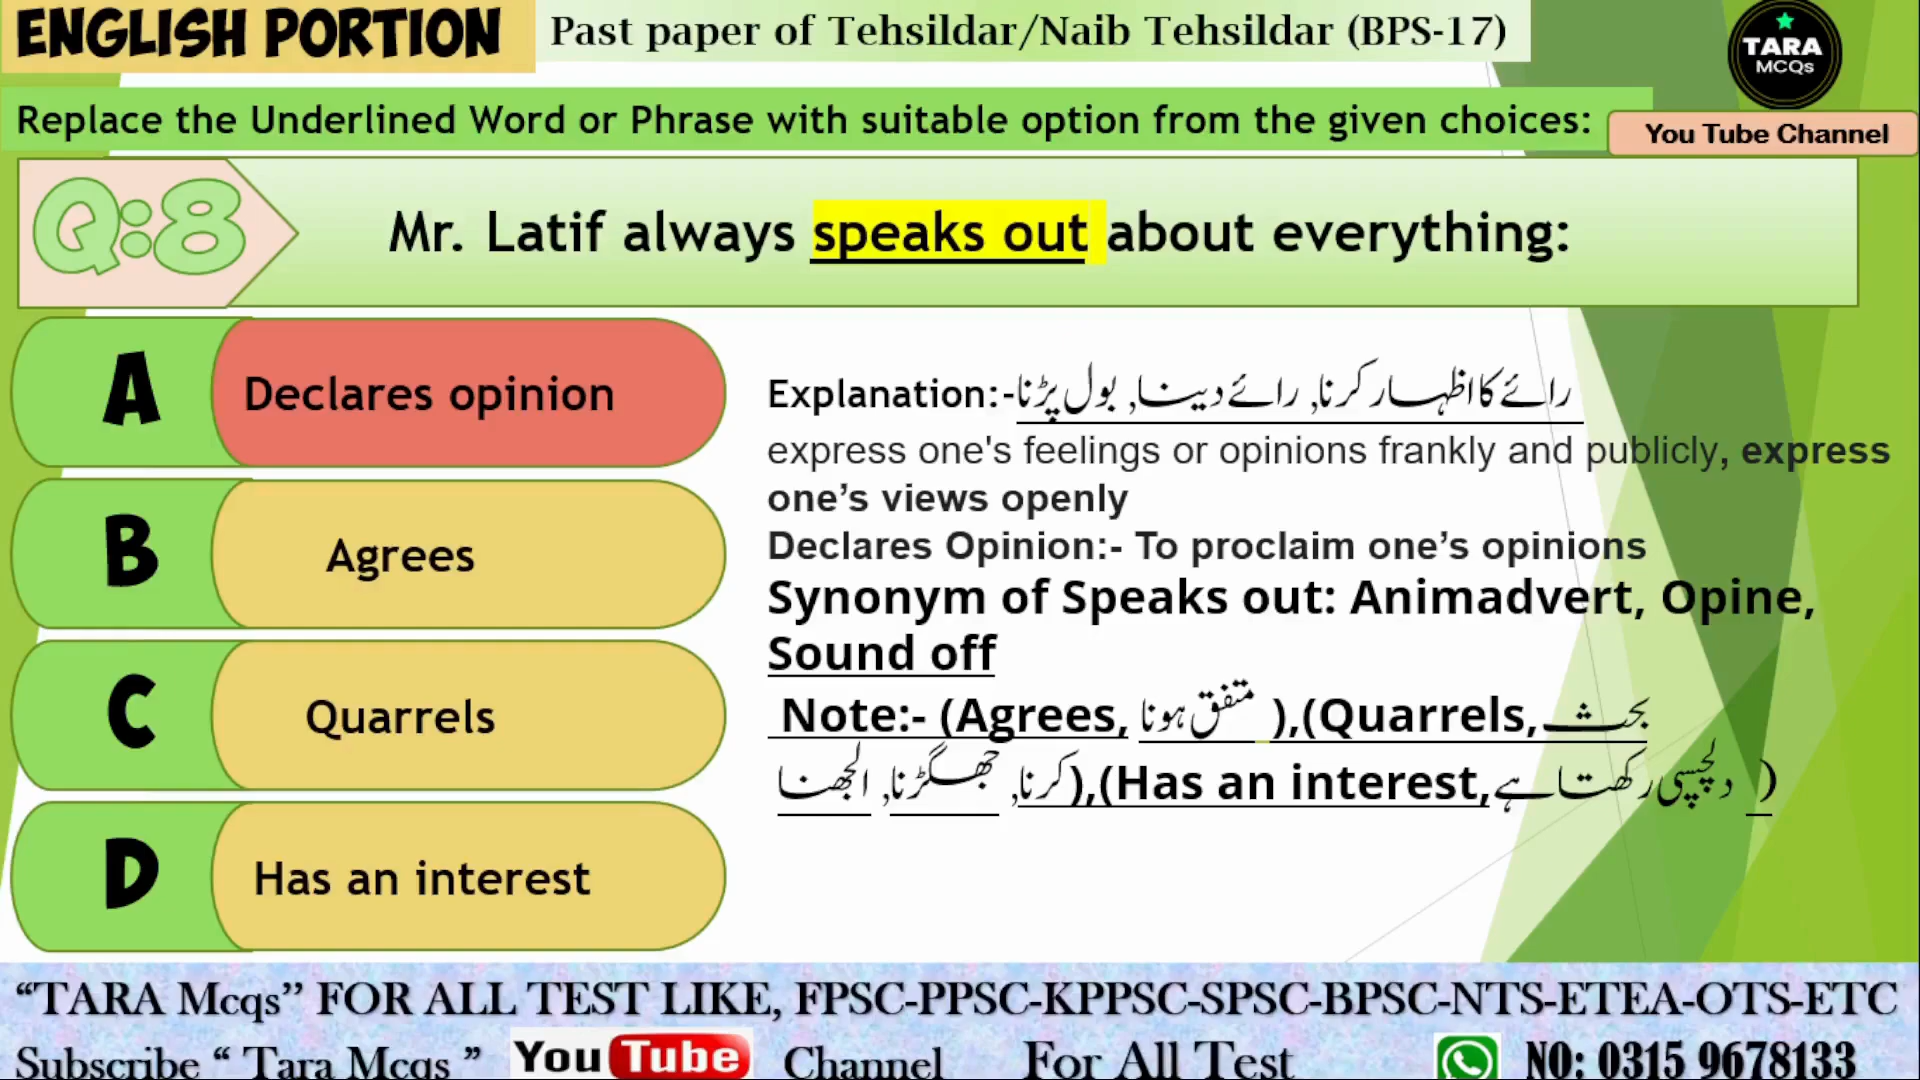 ENGLISH PORTION
Past paper of Tehsildar/Naib Tehsildar (BPS-17)
TARA
MCQs
Replace the Underlined Word or Phrase with suitable option from the given choices:
You Tube Channel
Q:8
Mr. Latif always speaks out about everything:
A
Declares opinion
B
Agrees
C
Quarrels
D
Has an interest
Explanation:-رائے کا اظہار کرنا, رائے دینا, بول پڑنا
express one's feelings or opinions frankly and publicly, express
one’s views openly
Declares Opinion:- To proclaim one’s opinions
Synonym of Speaks out: Animadvert, Opine,
Sound off
Note:- (Agrees, متفق ہونا ),(Quarrels,بحث
کرنا, جھگڑنا, الجھنا),(Has an interest,دلچسپی رکھتا ہے )
“TARA Mcqs” FOR ALL TEST LIKE, FPSC-PPSC-KPPSC-SPSC-BPSC-NTS-ETEA-OTS-ETC
Subscribe “ Tara Mcqs ” YouTube Channel For All Test NO: 0315 9678133